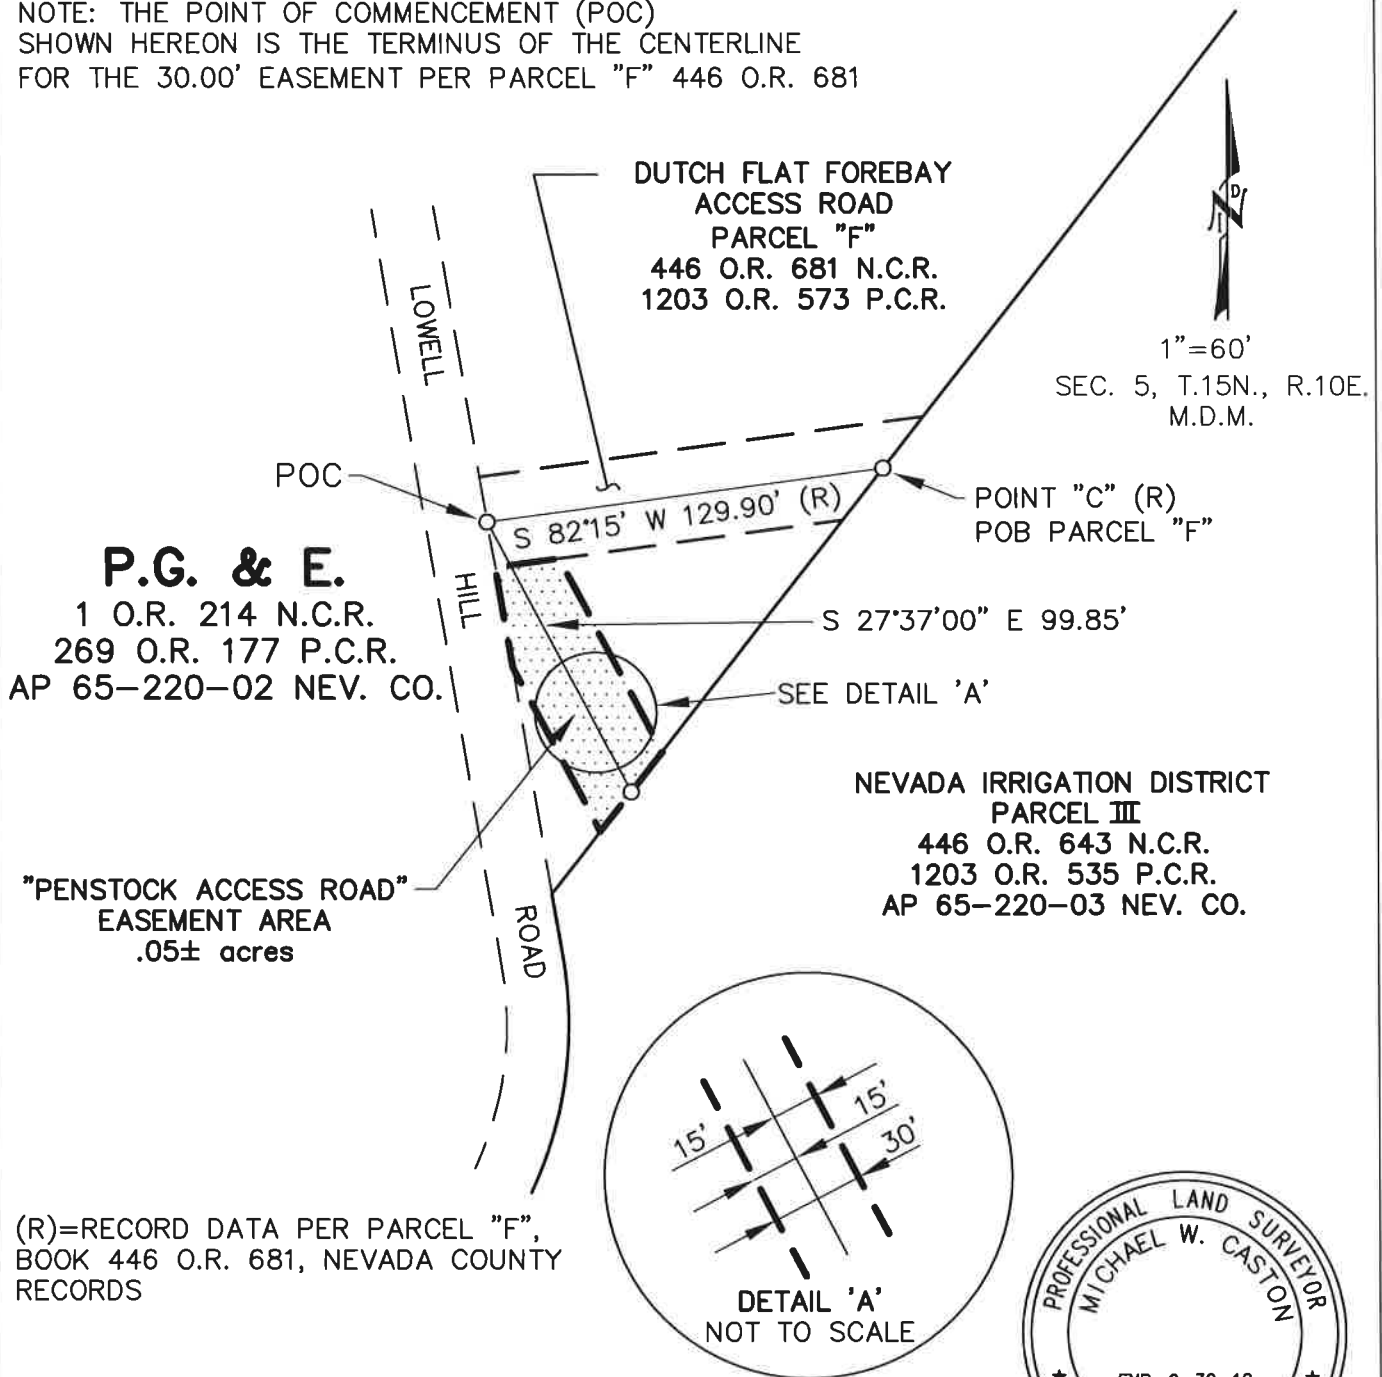 NOTE: THE POINT OF COMMENCEMENT (POC)
SHOWN HEREON IS THE TERMINUS OF THE CENTERLINE
FOR THE 30.00' EASEMENT PER PARCEL "F" 446 O.R. 681
DUTCH FLAT FOREBAY
ACCESS ROAD
PARCEL "F"
446 O.R. 681 N.C.R.
1203 O.R. 573 P.C.R.
NID
1"=60'
SEC. 5, T.15N., R.10E.
M.D.M.
LOWELL
HILL
ROAD
POC
S 82°15' W 129.90' (R)
POINT "C" (R)
POB PARCEL "F"
P.G. & E.
1 O.R. 214 N.C.R.
269 O.R. 177 P.C.R.
AP 65-220-02 NEV. CO.
S 27°37'00" E 99.85'
SEE DETAIL 'A'
NEVADA IRRIGATION DISTRICT
PARCEL III
446 O.R. 643 N.C.R.
1203 O.R. 535 P.C.R.
AP 65-220-03 NEV. CO.
"PENSTOCK ACCESS ROAD"
EASEMENT AREA
.05± acres
15'
15'
30'
DETAIL 'A'
NOT TO SCALE
(R)=RECORD DATA PER PARCEL "F",
BOOK 446 O.R. 681, NEVADA COUNTY
RECORDS
PROFESSIONAL LAND SURVEYOR
MICHAEL W. CASTON